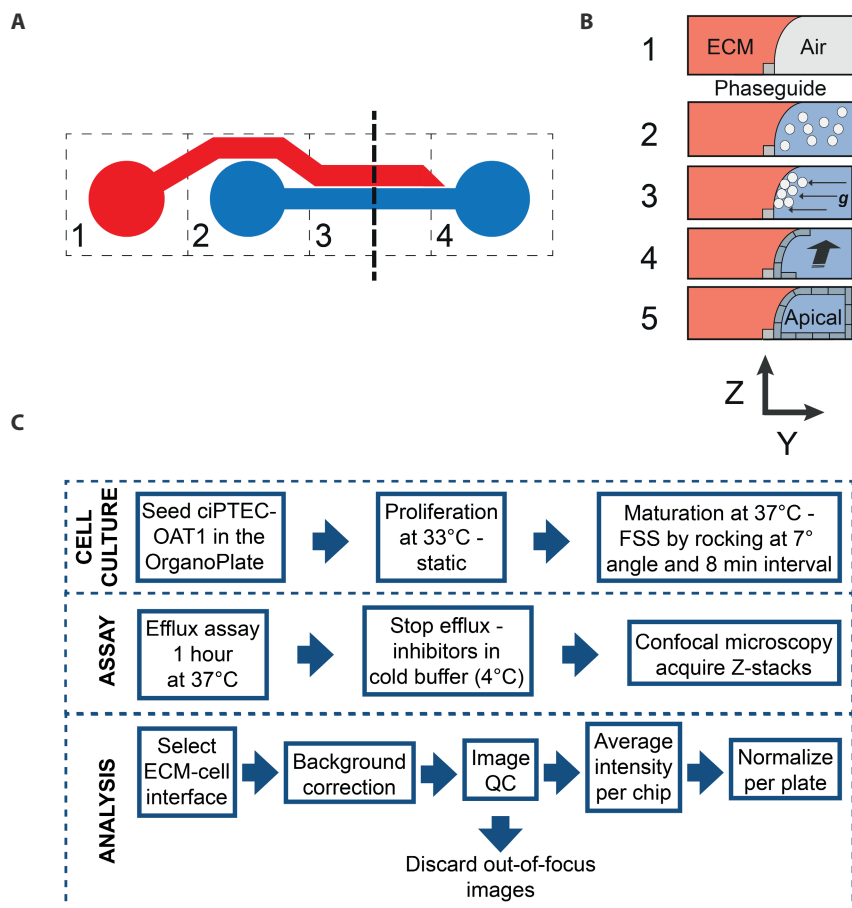 A
B
1
2
3
4
1
ECM
Air
Phaseguide
2
3
g
4
5
Apical
Z
Y
C
CELL
CULTURE
Seed ciPTEC-
OAT1 in the
OrganoPlate
Proliferation
at 33°C -
static
Maturation at 37°C -
FSS by rocking at 7°
angle and 8 min interval
ASSAY
Efflux assay
1 hour
at 37°C
Stop efflux -
inhibitors in
cold buffer (4°C)
Confocal microscopy
acquire Z-stacks
ANALYSIS
Select
ECM-cell
interface
Background
correction
Image
QC
Average
intensity
per chip
Normalize
per plate
Discard out-of-focus
images